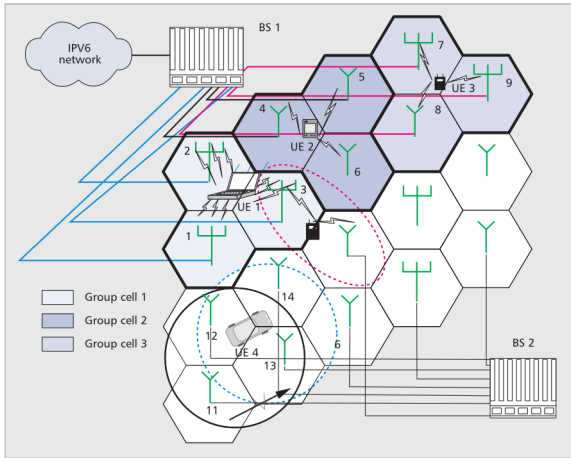 BS 1
IPV6
network
7
5
9
UE 3
4
8
UE 2
2
6
3
UE 1
1
14
Group cell 1
12
Group cell 2
UE 4
6
BS 2
Group cell 3
13
11